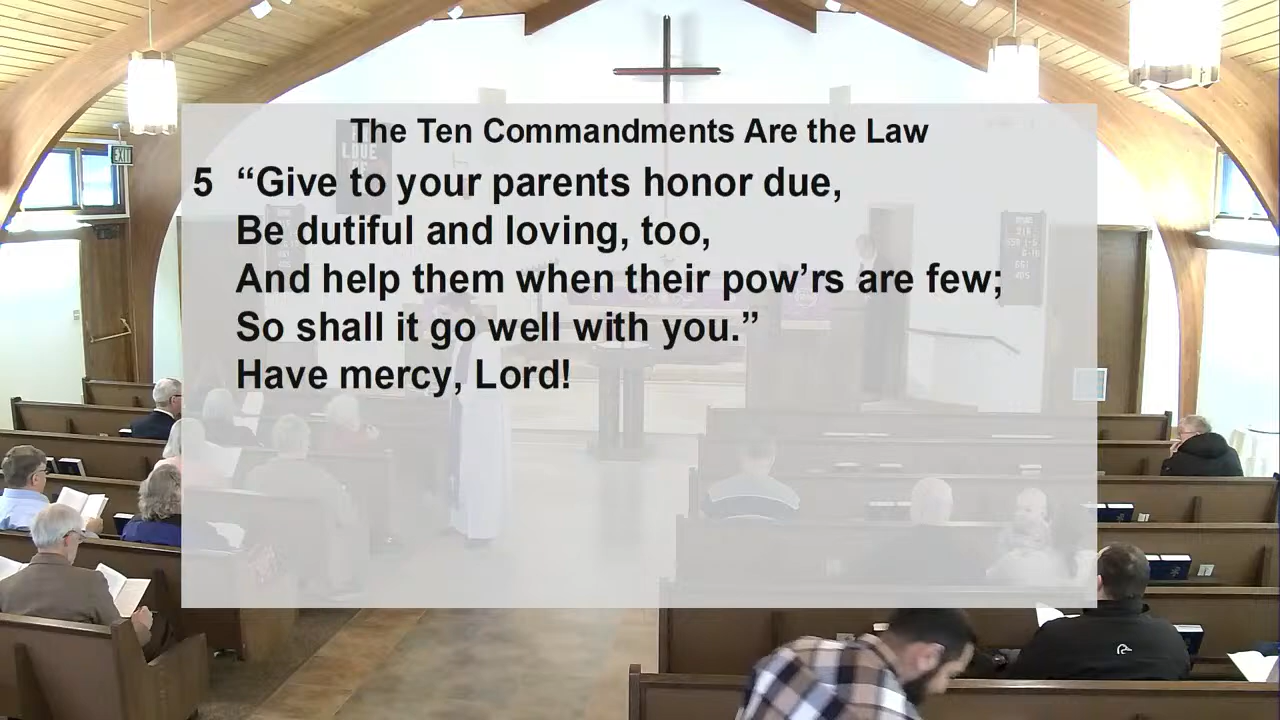 EXIT
The Ten Commandments Are the Law
LOVE
5 “Give to your parents honor due,
Be dutiful and loving, too,
And help them when their pow’rs are few;
So shall it go well with you.”
Have mercy, Lord!